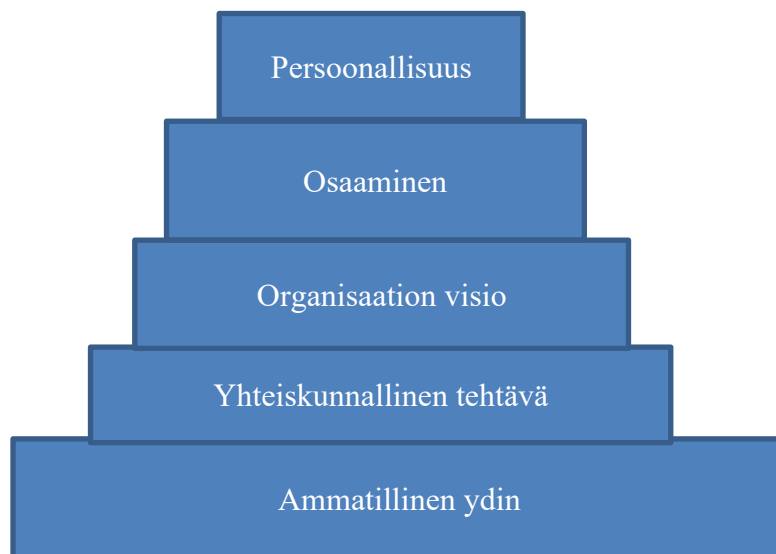 Persoonallisuus
Osaaminen
Organisaation visio
Yhteiskunnallinen tehtävä
Ammatillinen ydin